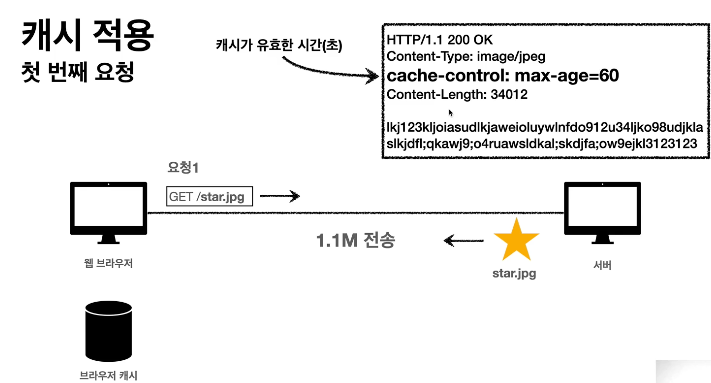 캐시 적용
첫 번째 요청
캐시가 유효한 시간(초)
HTTP/1.1 200 OK
Content-Type: image/jpeg
cache-control: max-age=60
Content-Length: 34012
lkj123kljoiasudlkjaweioluywlnfdo912u34ljko98udjkla
slkjdfl;qkawj9;o4ruawsldkal;skdjfa;ow9ejkl3123123
요청1
GET /star.jpg
1.1M 전송
star.jpg
웹 브라우저
서버
브라우저 캐시